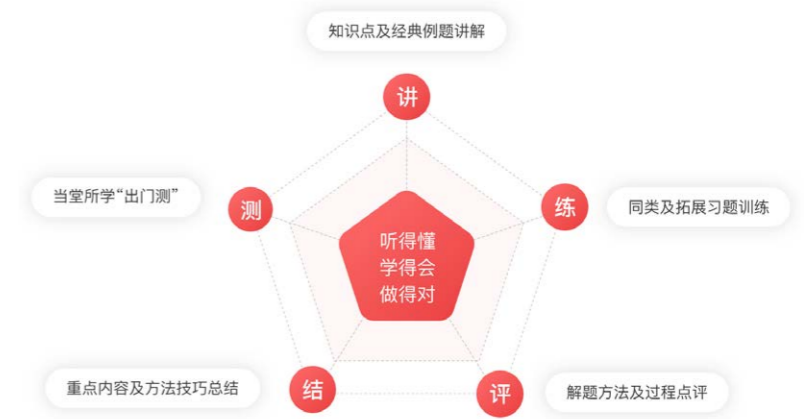 知识点及经典例题讲解
讲
当堂所学“出门测”
测
练
同类及拓展习题训练
听得懂
学得会
做得对
重点内容及方法技巧总结
结
评
解题方法及过程点评